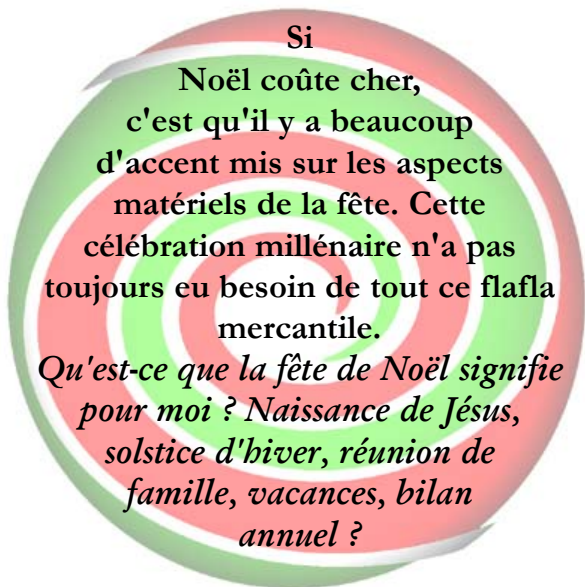 Si
Noël coûte cher,
c'est qu'il y a beaucoup
d'accent mis sur les aspects
matériels de la fête. Cette
célébration millénaire n'a pas
toujours eu besoin de tout ce flafla
mercantile.
Qu'est-ce que la fête de Noël signifie
pour moi ? Naissance de Jésus,
solstice d'hiver, réunion de
famille, vacances, bilan
annuel ?